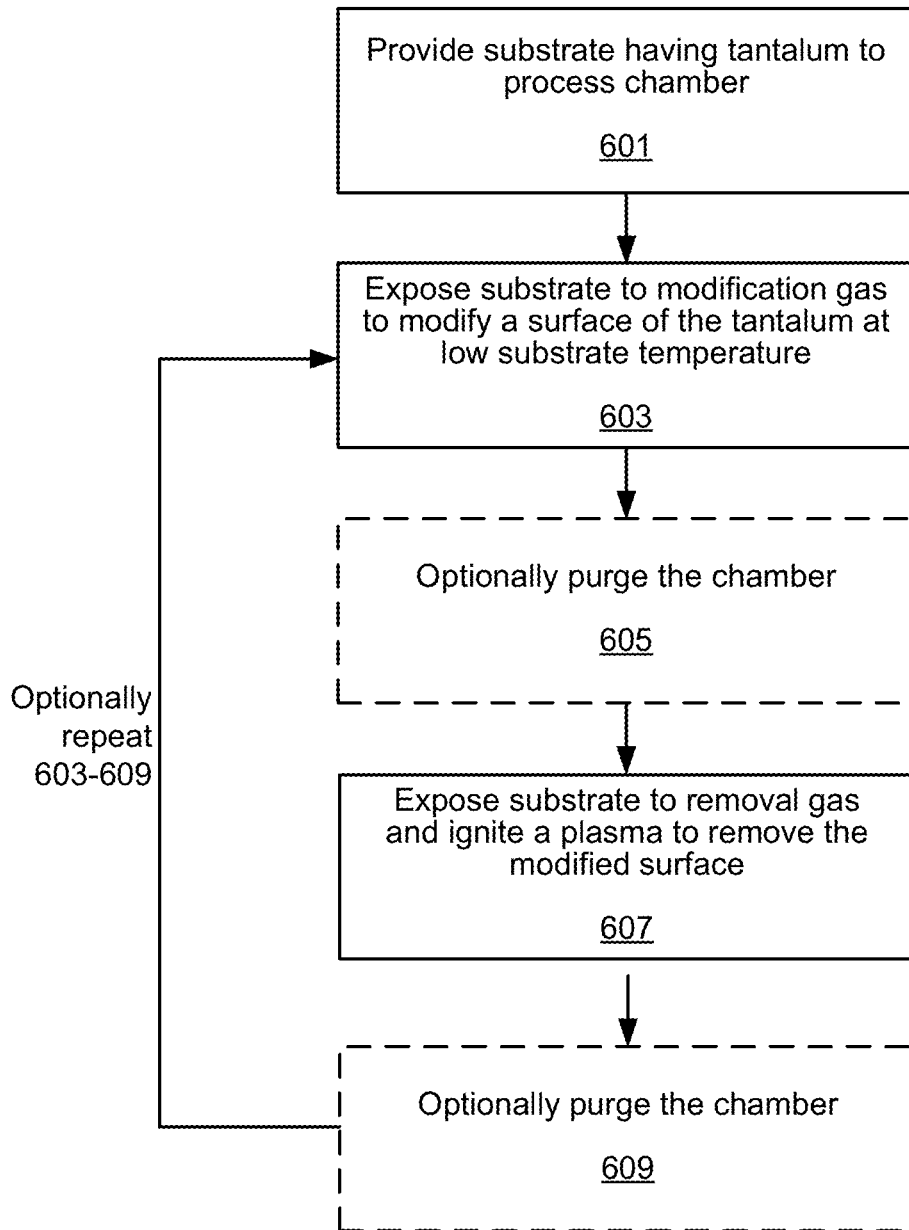 Provide substrate having tantalum to
process chamber
601
Expose substrate to modification gas
to modify a surface of the tantalum at
low substrate temperature
603
Optionally purge the chamber
605
Optionally
repeat
603-609
Expose substrate to removal gas
and ignite a plasma to remove the
modified surface
607
Optionally purge the chamber
609